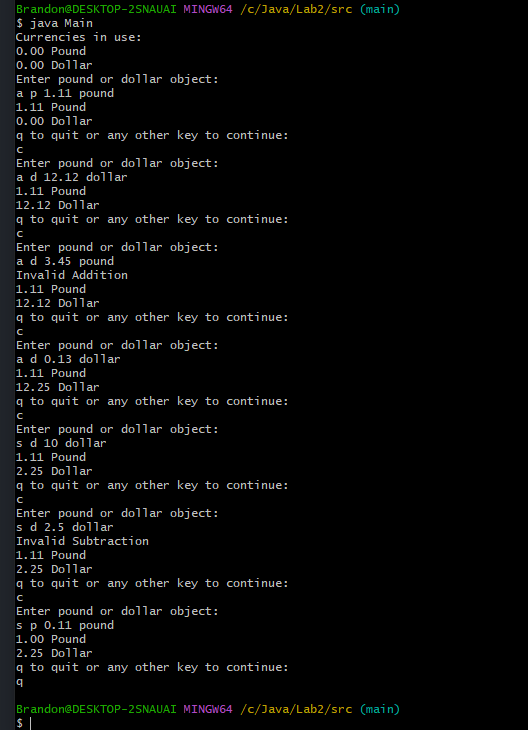 Brandon@DESKTOP-2SNAUAI MINGW64 /c/Java/Lab2/src (main)
$ java Main
Currencies in use:
0.00 Pound
0.00 Dollar
Enter pound or dollar object:
a p 1.11 pound
1.11 Pound
0.00 Dollar
q to quit or any other key to continue:
c
Enter pound or dollar object:
a d 12.12 dollar
1.11 Pound
12.12 Dollar
q to quit or any other key to continue:
c
Enter pound or dollar object:
a d 3.45 pound
Invalid Addition
1.11 Pound
12.12 Dollar
q to quit or any other key to continue:
c
Enter pound or dollar object:
a d 0.13 dollar
1.11 Pound
12.25 Dollar
q to quit or any other key to continue:
c
Enter pound or dollar object:
s d 10 dollar
1.11 Pound
2.25 Dollar
q to quit or any other key to continue:
c
Enter pound or dollar object:
s d 2.5 dollar
Invalid Subtraction
1.11 Pound
2.25 Dollar
q to quit or any other key to continue:
c
Enter pound or dollar object:
s p 0.11 pound
1.00 Pound
2.25 Dollar
q to quit or any other key to continue:
q
Brandon@DESKTOP-2SNAUAI MINGW64 /c/Java/Lab2/src (main)
$